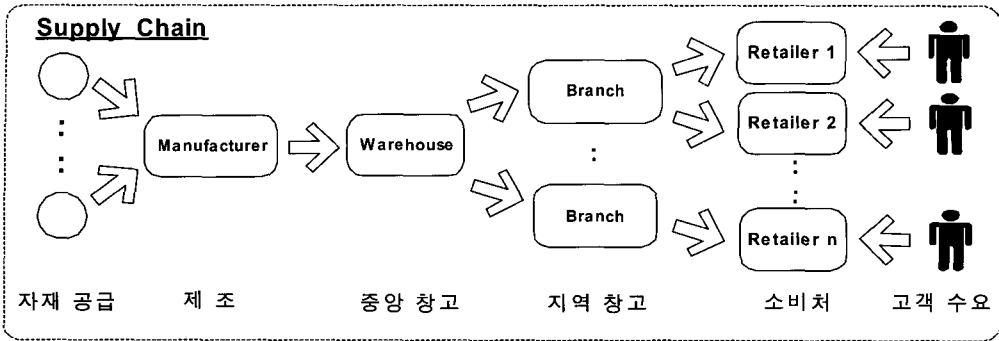 Supply Chain
Retailer 1
Branch
Retailer 2
Manufacturer
Warehouse
Branch
Retailer n
자재 공급
제 조
중앙 창고
지역 창고
소비처
고객 수요